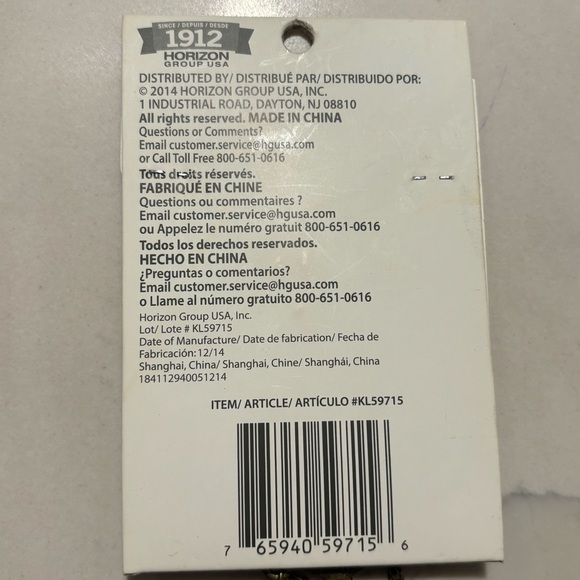 SINCE / DEPUIS / DESDE
1912
HORIZON
GROUP USA
DISTRIBUTED BY/ DISTRIBUÉ PAR/ DISTRIBUIDO POR:
© 2014 HORIZON GROUP USA, INC.
1 INDUSTRIAL ROAD, DAYTON, NJ 08810
All rights reserved. MADE IN CHINA
Questions or Comments?
Email customer.service@hgusa.com
or Call Toll Free 800-651-0616
Tous droits réservés.
FABRIQUÉ EN CHINE
Questions ou commentaires ?
Email customer.service@hgusa.com
ou Appelez le numéro gratuit 800-651-0616
Todos los derechos reservados.
HECHO EN CHINA
¿Preguntas o comentarios?
Email customer.service@hgusa.com
o Llame al número gratuito 800-651-0616
Horizon Group USA, Inc.
Lot/ Lote # KL59715
Date of Manufacture/ Date de fabrication/ Fecha de
Fabricación: 12/14
Shanghai, China/ Shanghai, Chine/ Shanghái, China
184112940051214
ITEM/ ARTICLE/ ARTÍCULO #KL59715
7 65940 59715 6